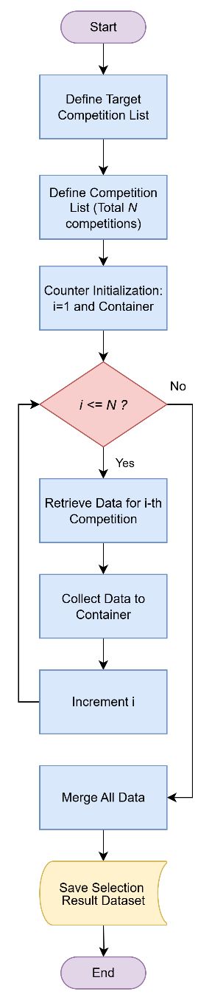 Start
Define Target
Competition List
Define Competition
List (Total N
competitions)
Counter Initialization:
i=1 and Container
i <= N ?
No
Yes
Retrieve Data for i-th
Competition
Collect Data to
Container
Increment i
Merge All Data
Save Selection
Result Dataset
End